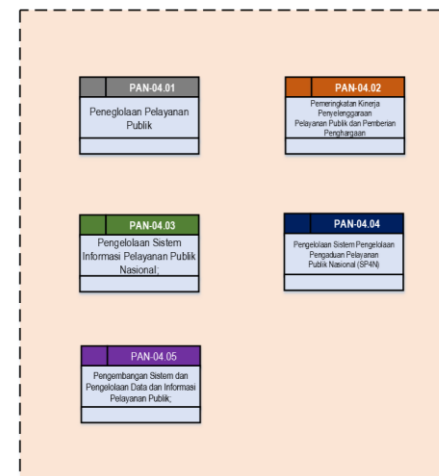 PAN-04.01
Peneglolaan Pelayanan
Publik
PAN-04.02
Pemeringkatan Kinerja
Penyelenggaraan
Pelayanan Publik dan Pemberian
Penghargaan
PAN-04.03
Pengelolaan Sistem
Informasi Pelayanan Publik
Nasional;
PAN-04.04
Pengelolaan Sistem Pengelolaan
Pengaduan Pelayanan
Publik Nasional (SP4N)
PAN-04.05
Pengembangan Sistem dan
Pengelolaan Data dan Informasi
Pelayanan Publik;